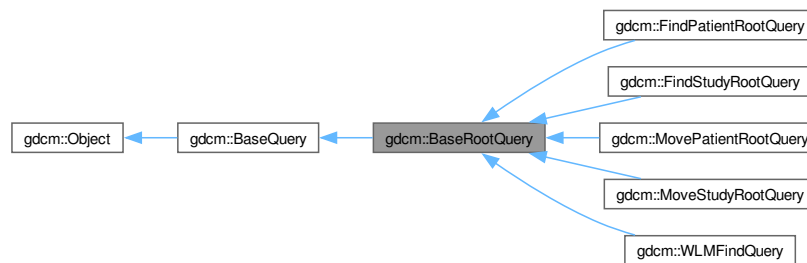 gdcm::FindPatientRootQuery
gdcm::FindStudyRootQuery
gdcm::Object
gdcm::BaseQuery
gdcm::BaseRootQuery
gdcm::MovePatientRootQuery
gdcm::MoveStudyRootQuery
gdcm::WLMFindQuery